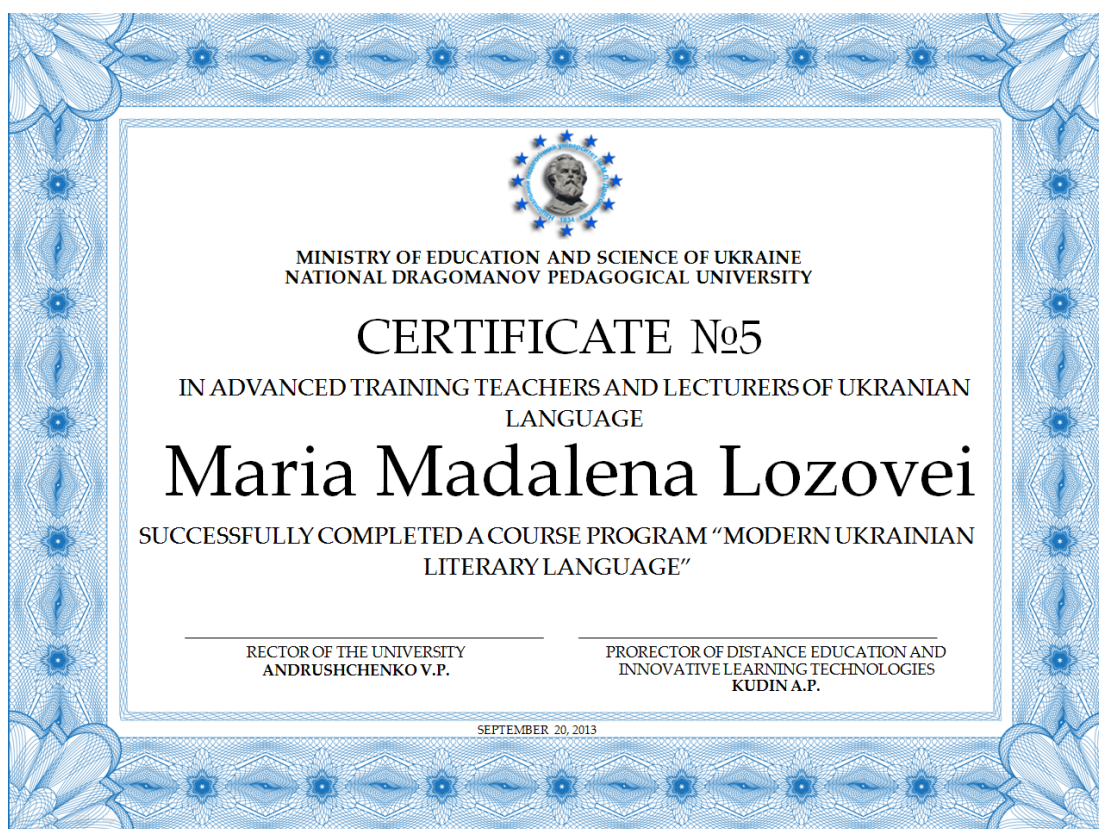 MINISTRY OF EDUCATION AND SCIENCE OF UKRAINE
NATIONAL DRAGOMANOV PEDAGOGICAL UNIVERSITY
CERTIFICATE №5
IN ADVANCED TRAINING TEACHERS AND LECTURERS OF UKRANIAN
LANGUAGE
Maria Madalena Lozovei
SUCCESSFULLY COMPLETED A COURSE PROGRAM “MODERN UKRAINIAN
LITERARY LANGUAGE”
RECTOR OF THE UNIVERSITY
ANDRUSHCHENKO V.P.
PRORECTOR OF DISTANCE EDUCATION AND
INNOVATIVE LEARNING TECHNOLOGIES
KUDIN A.P.
SEPTEMBER 20, 2013